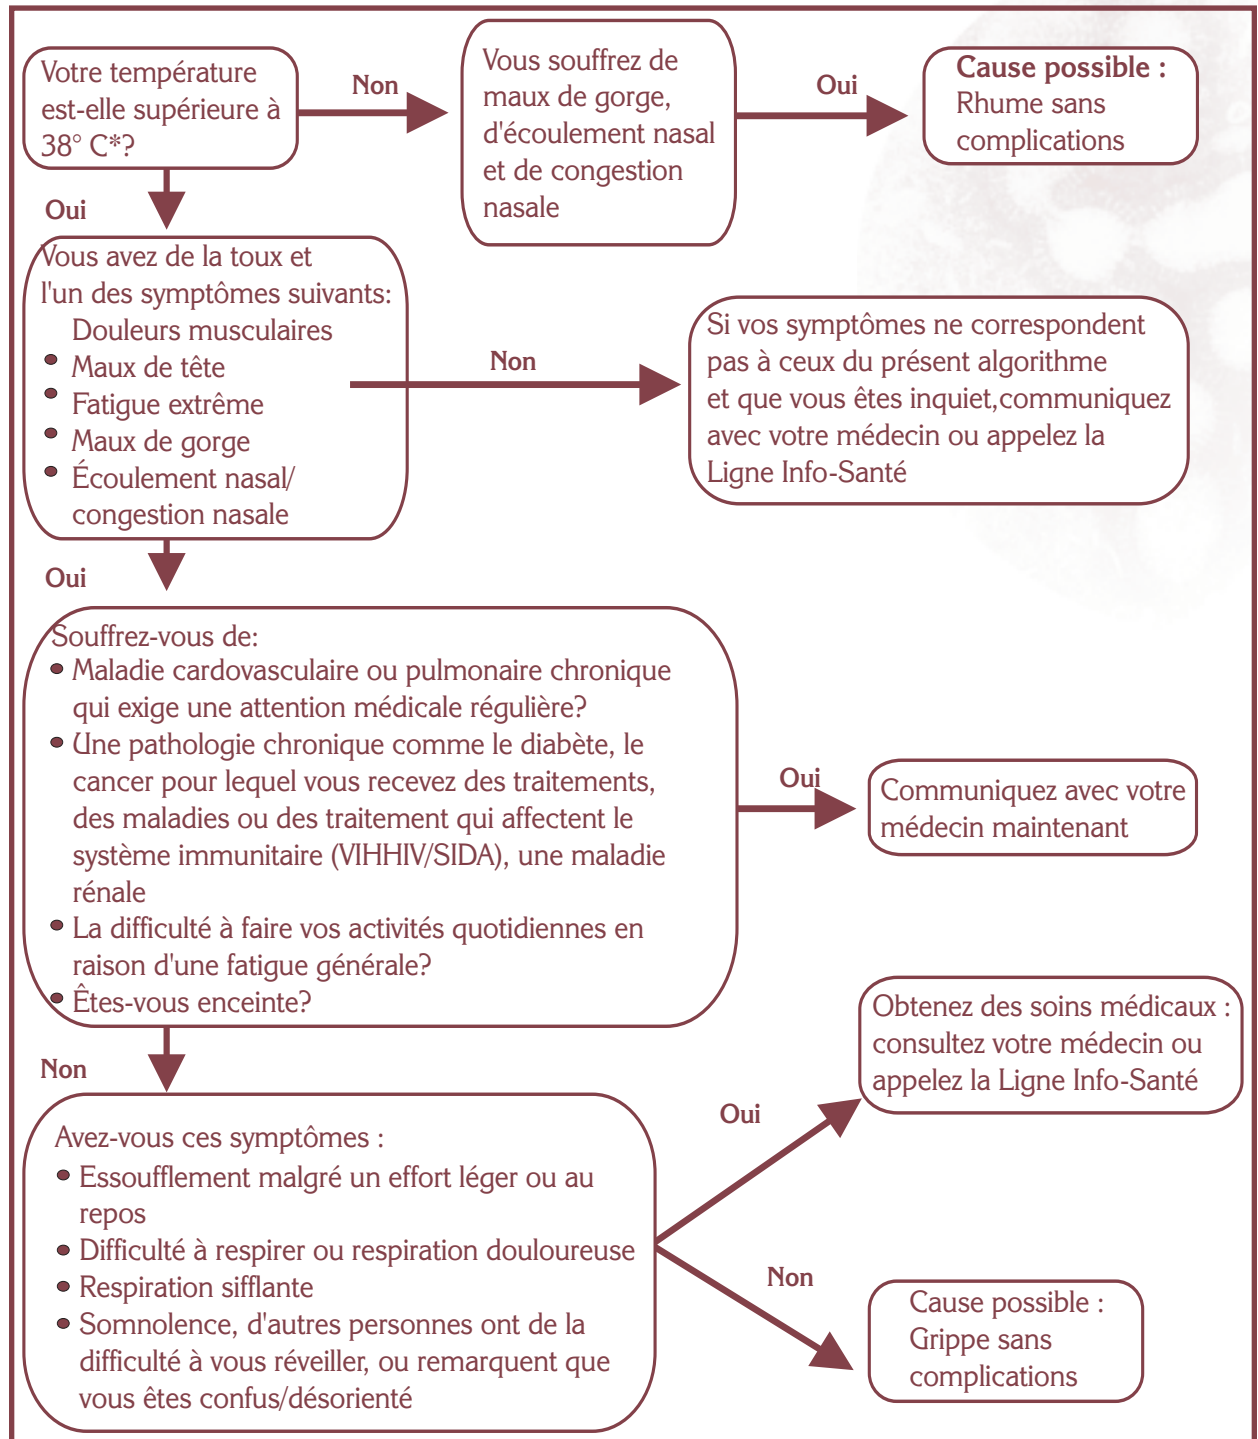 Votre température
est-elle supérieure à
38° C*?
Non
Vous souffrez de
maux de gorge,
d'écoulement nasal
et de congestion
nasale
Oui
Cause possible :
Rhume sans
complications
Oui
Vous avez de la toux et
l'un des symptômes suivants:
Douleurs musculaires
• Maux de tête
• Fatigue extrême
• Maux de gorge
• Écoulement nasal/
congestion nasale
Non
Si vos symptômes ne correspondent
pas à ceux du présent algorithme
et que vous êtes inquiet,communiquez
avec votre médecin ou appelez la
Ligne Info-Santé
Oui
Souffrez-vous de:
• Maladie cardovasculaire ou pulmonaire chronique
qui exige une attention médicale régulière?
• Une pathologie chronique comme le diabète, le
cancer pour lequel vous recevez des traitements,
des maladies ou des traitement qui affectent le
système immunitaire (VIHHIV/SIDA), une maladie
rénale
• La difficulté à faire vos activités quotidiennes en
raison d'une fatigue générale?
• Êtes-vous enceinte?
Oui
Communiquez avec votre
médecin maintenant
Non
Avez-vous ces symptômes :
• Essoufflement malgré un effort léger ou au
repos
• Difficulté à respirer ou respiration douloureuse
• Respiration sifflante
• Somnolence, d'autres personnes ont de la
difficulté à vous réveiller, ou remarquent que
vous êtes confus/désorienté
Oui
Obtenez des soins médicaux :
consultez votre médecin ou
appelez la Ligne Info-Santé
Non
Cause possible :
Grippe sans
complications